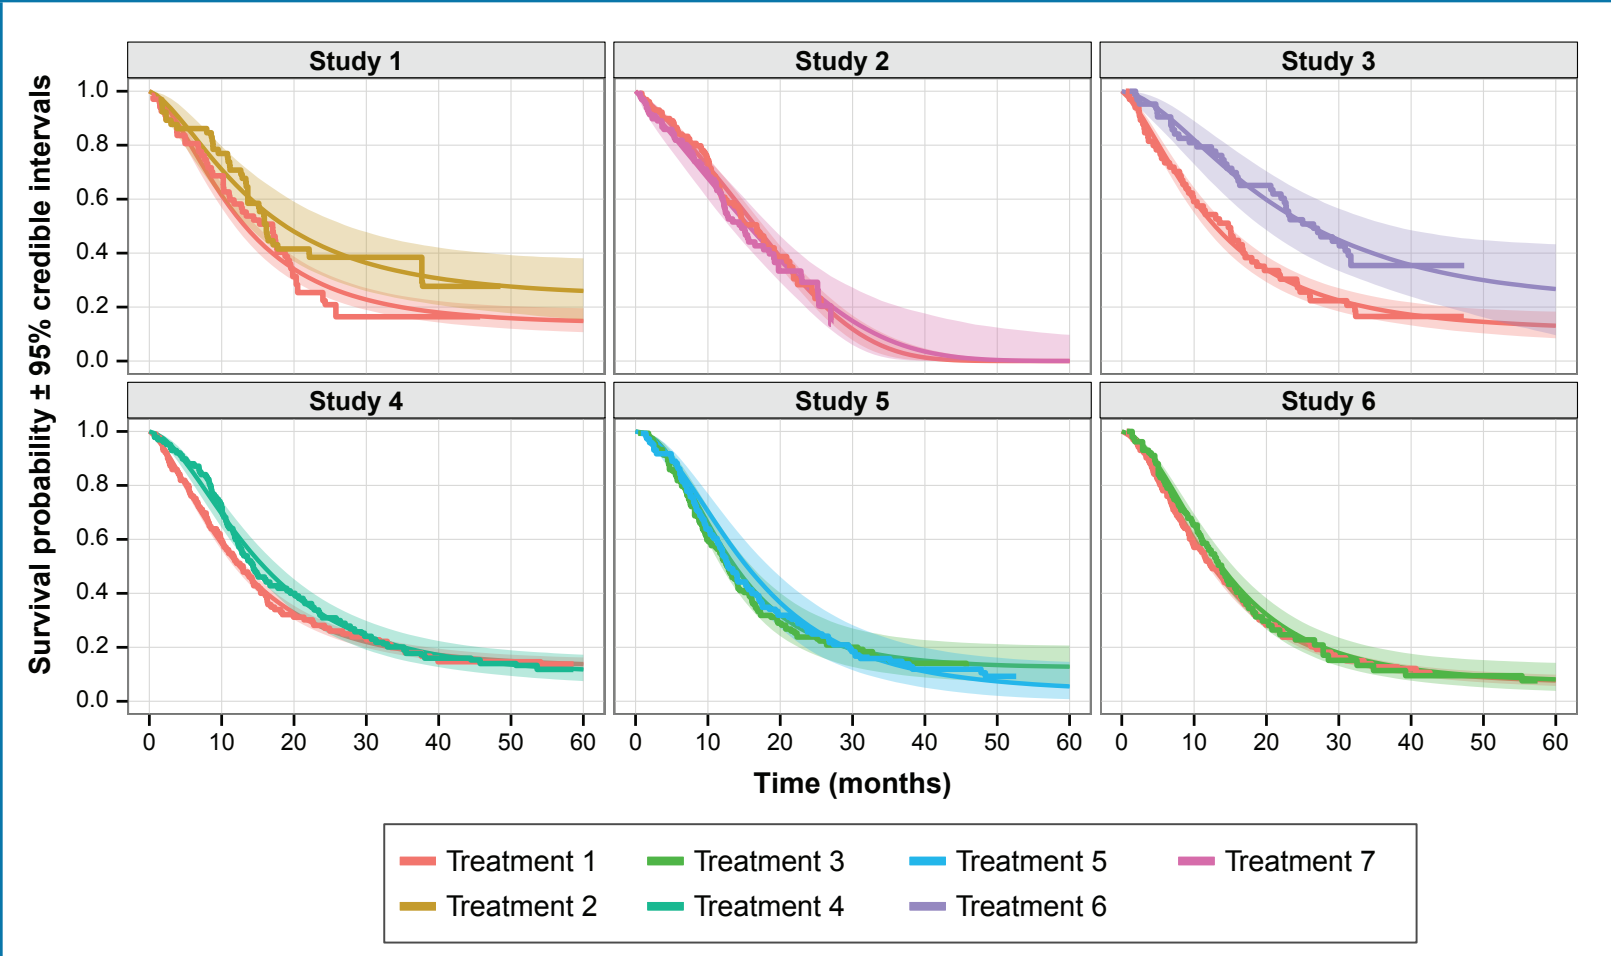 Survival probability ± 95% credible intervals
Study 1
Study 2
Study 3
1.0
0.8
0.6
0.4
0.2
0.0
Study 4
Study 5
Study 6
1.0
0.8
0.6
0.4
0.2
0.0
0 10 20 30 40 50 60
0 10 20 30 40 50 60
0 10 20 30 40 50 60
Time (months)
Treatment 1 Treatment 3 Treatment 5 Treatment 7
Treatment 2 Treatment 4 Treatment 6